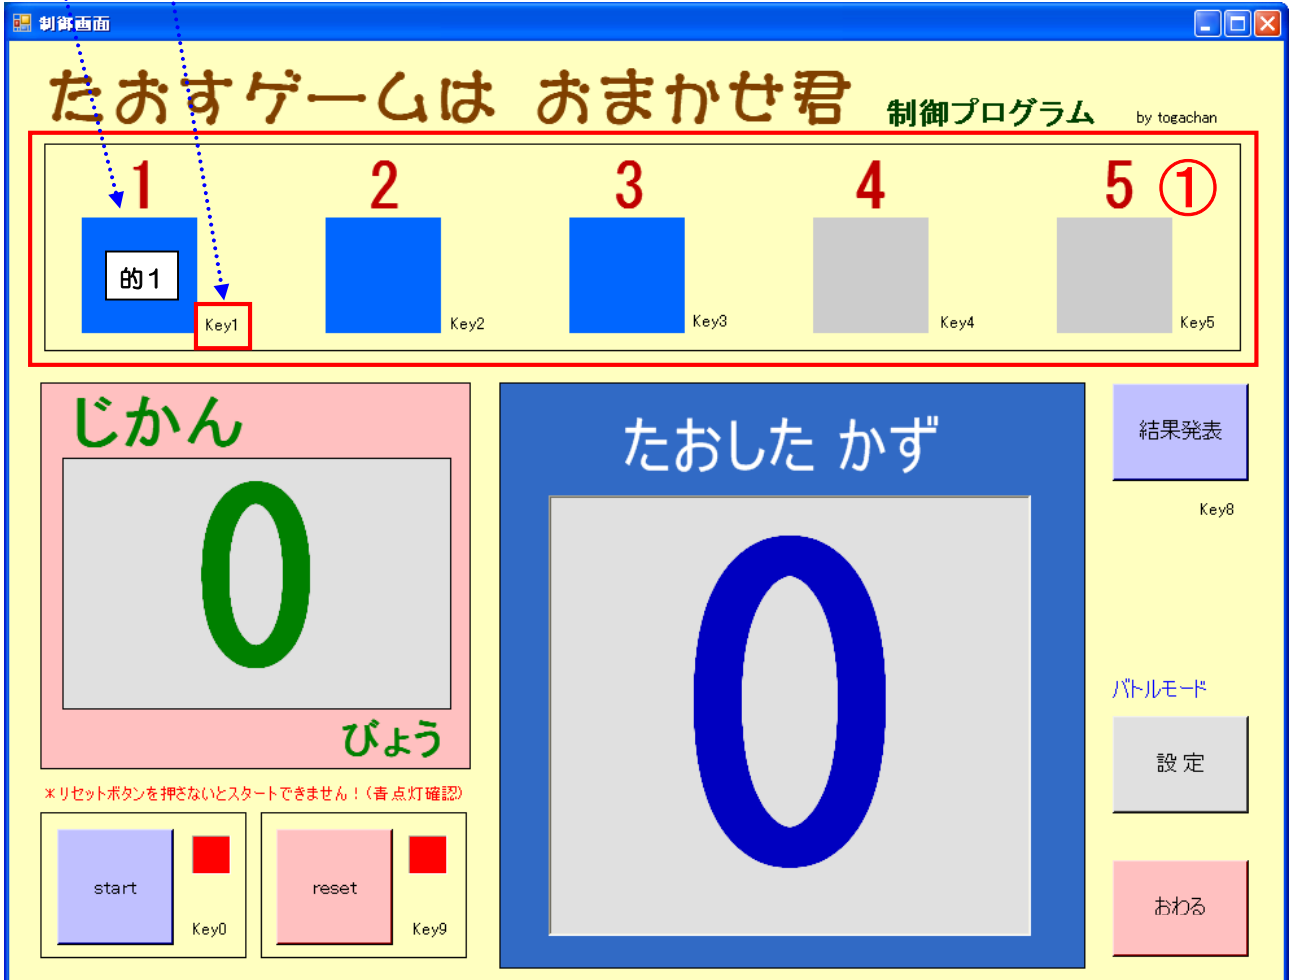 制御画面
たおすゲームは おまかせ君 制御プログラム by togachan
1 2 3 4 5 ①
的1
Key1 Key2 Key3 Key4 Key5
じかん
0
びょう
たおした かず
0
結果発表
Key8
バトルモード
設定
おわる
*リセットボタンを押さないとスタートできません!(青点灯確認)
start
Key0
reset
Key9